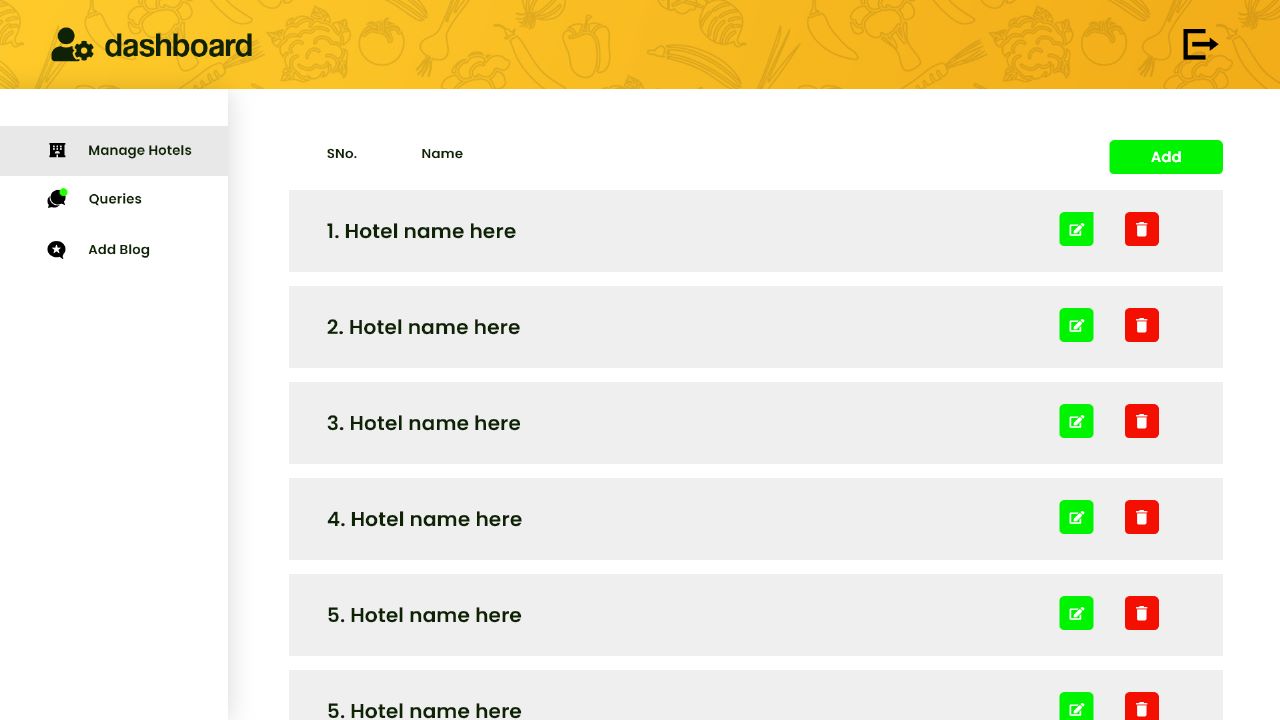 dashboard
Manage Hotels
Queries
Add Blog
SNo. Name Add
1. Hotel name here
2. Hotel name here
3. Hotel name here
4. Hotel name here
5. Hotel name here
5. Hotel name here